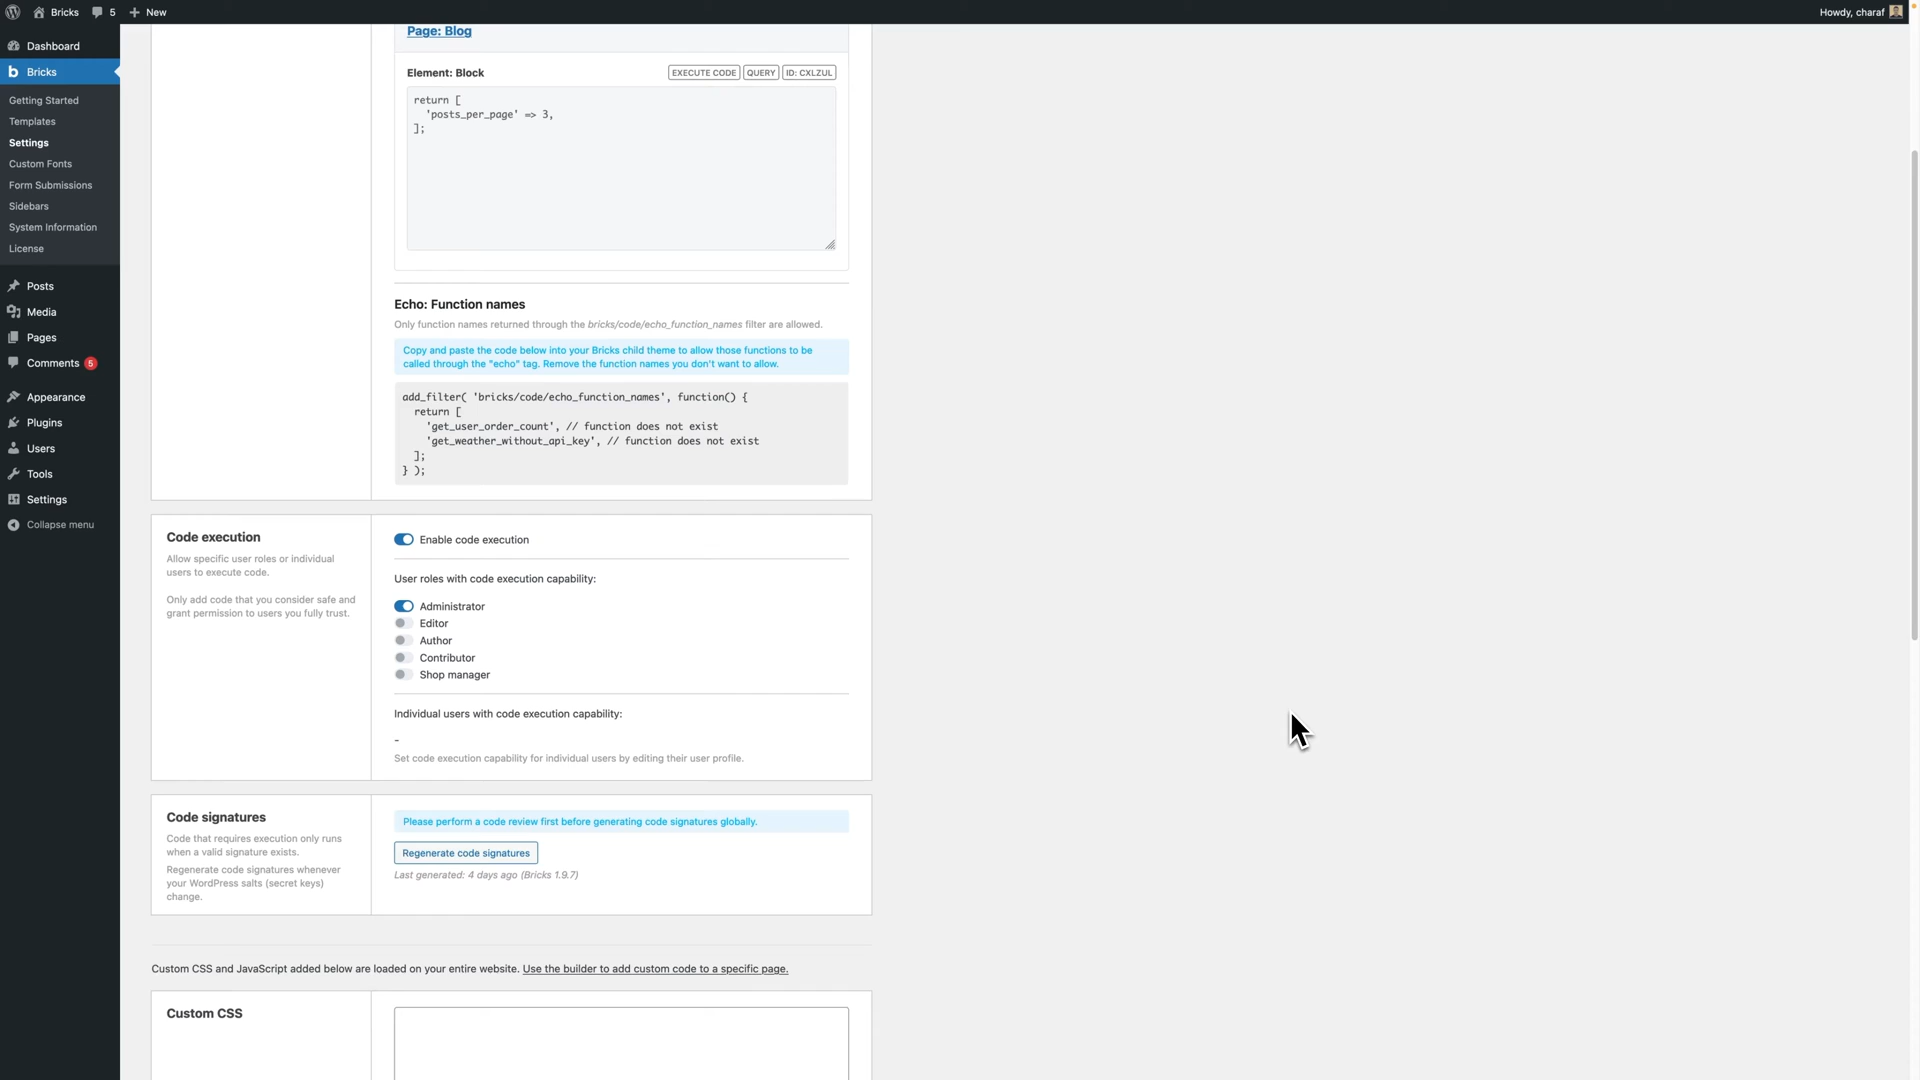 Bricks 5 New
Howdy, charaf
Dashboard
Bricks
Getting Started
Templates
Settings
Custom Fonts
Form Submissions
Sidebars
System Information
License
Posts
Media
Pages
Comments 5
Appearance
Plugins
Users
Tools
Settings
Collapse menu
Page: Blog
Element: Block
EXECUTE CODE QUERY ID: CXLZUL
return [
'posts_per_page' => 3,
];
Echo: Function names
Only function names returned through the bricks/code/echo_function_names filter are allowed.
Copy and paste the code below into your Bricks child theme to allow those functions to be
called through the "echo" tag. Remove the function names you don't want to allow.
add_filter( 'bricks/code/echo_function_names', function() {
return [
'get_user_order_count', // function does not exist
'get_weather_without_api_key', // function does not exist
];
} );
Code execution
Allow specific user roles or individual
users to execute code.
Only add code that you consider safe and
grant permission to users you fully trust.
Enable code execution
User roles with code execution capability:
Administrator
Editor
Author
Contributor
Shop manager
Individual users with code execution capability:
-
Set code execution capability for individual users by editing their user profile.
Code signatures
Code that requires execution only runs
when a valid signature exists.
Regenerate code signatures whenever
your WordPress salts (secret keys)
change.
Please perform a code review first before generating code signatures globally.
Regenerate code signatures
Last generated: 4 days ago (Bricks 1.9.7)
Custom CSS and JavaScript added below are loaded on your entire website. Use the builder to add custom code to a specific page.
Custom CSS